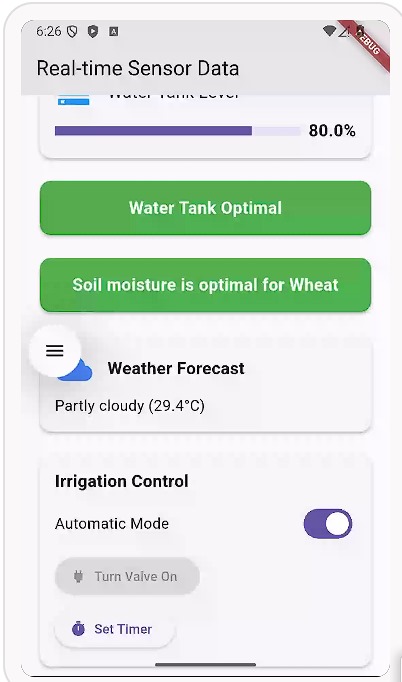 6:26
DEBUG
Real-time Sensor Data
Water Tank Level
80.0%
Water Tank Optimal
Soil moisture is optimal for Wheat
Weather Forecast
Partly cloudy (29.4°C)
Irrigation Control
Automatic Mode
Turn Valve On
Set Timer